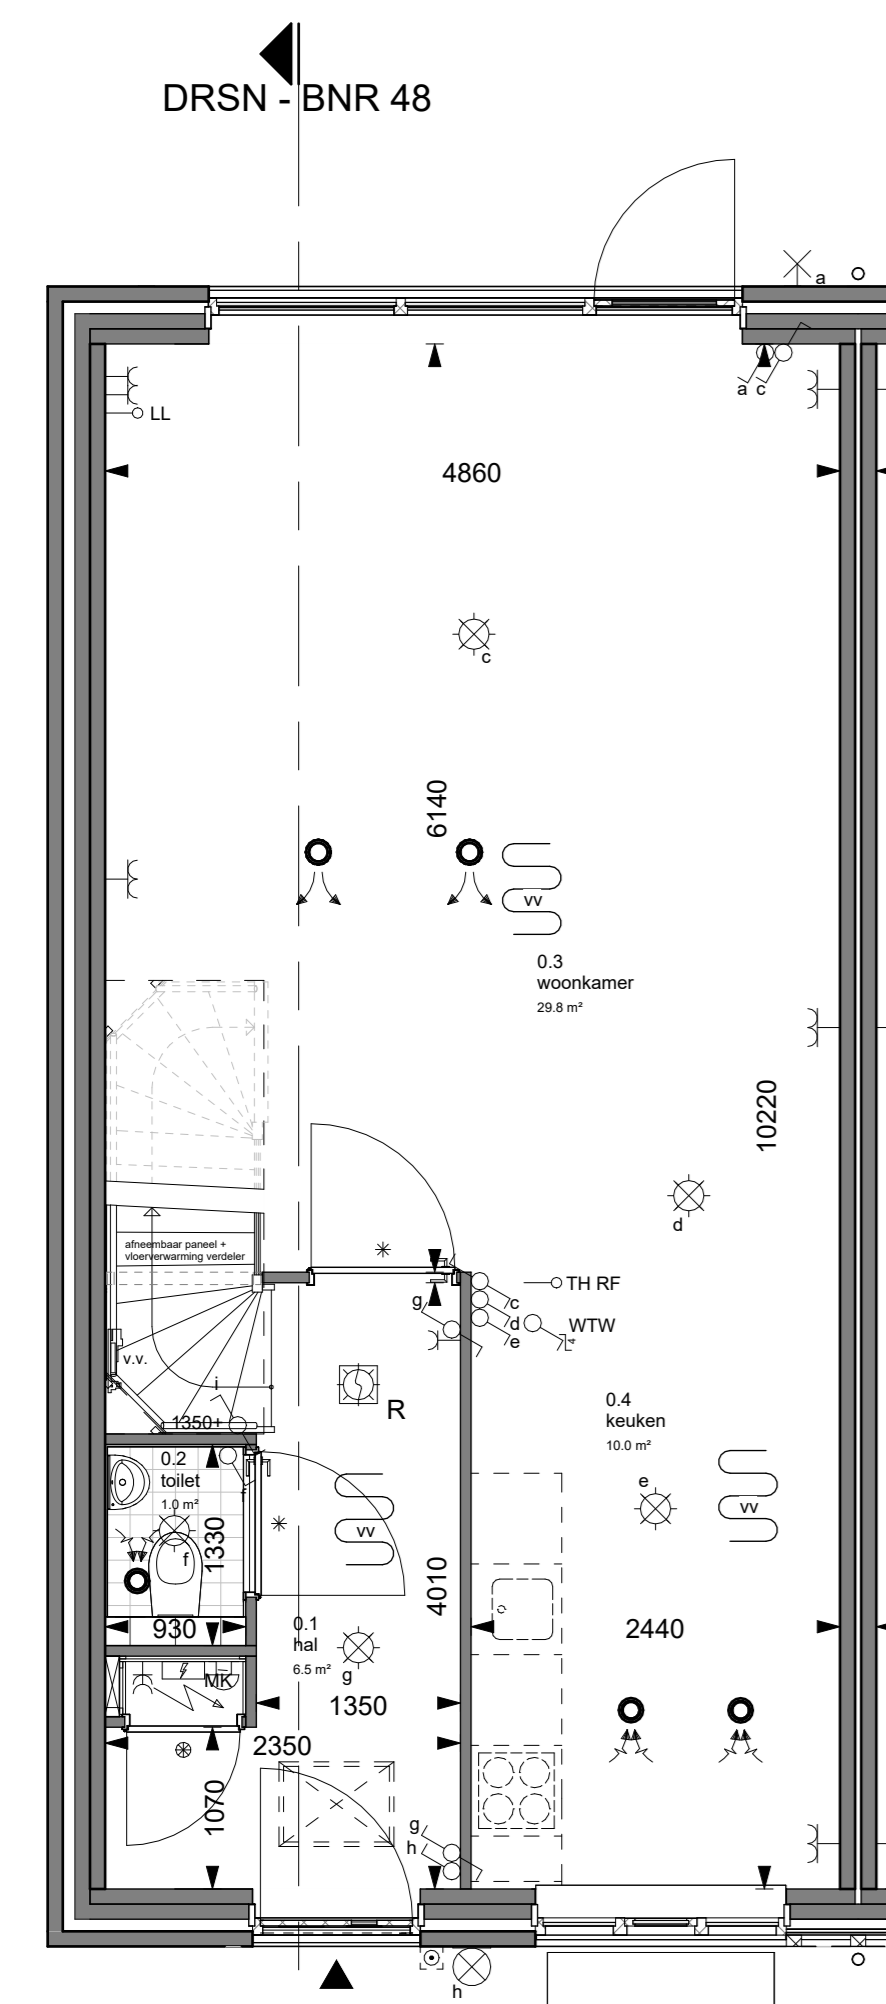 DRSN - BNR 48
a
a c
LL
4860
c
6140
vv
0.3
woonkamer
29.8 m²
10220
d
afneembaar paneel +
vloerverwarming verdeler
g
c
d
e
TH RF
WTW
4
v.v.
i
1350+
R
0.4
keuken
10.0 m²
0.2
toilet
1.0 m²
f
f
1330
vv
e
vv
4010
930
0.1
hal
6.5 m²
g
2440
MK
1350
2350
1070
g
h
h